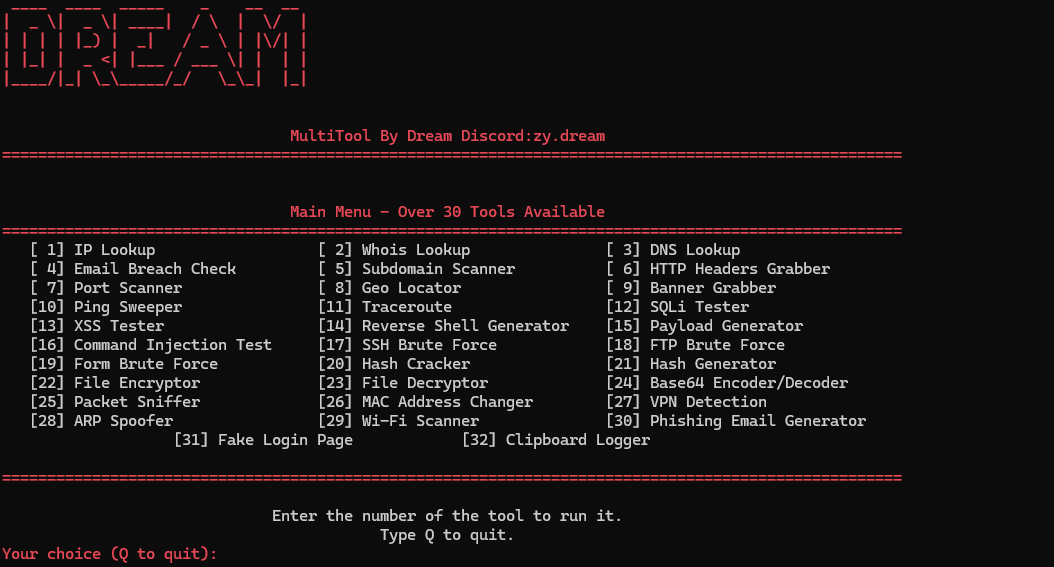 DREAM
MultiTool By Dream Discord:zy.dream
Main Menu - Over 30 Tools Available
[ 1] IP Lookup [ 2] Whois Lookup [ 3] DNS Lookup
[ 4] Email Breach Check [ 5] Subdomain Scanner [ 6] HTTP Headers Grabber
[ 7] Port Scanner [ 8] Geo Locator [ 9] Banner Grabber
[10] Ping Sweeper [11] Traceroute [12] SQLi Tester
[13] XSS Tester [14] Reverse Shell Generator [15] Payload Generator
[16] Command Injection Test [17] SSH Brute Force [18] FTP Brute Force
[19] Form Brute Force [20] Hash Cracker [21] Hash Generator
[22] File Encryptor [23] File Decryptor [24] Base64 Encoder/Decoder
[25] Packet Sniffer [26] MAC Address Changer [27] VPN Detection
[28] ARP Spoofer [29] Wi-Fi Scanner [30] Phishing Email Generator
[31] Fake Login Page [32] Clipboard Logger
Enter the number of the tool to run it.
Type Q to quit.
Your choice (Q to quit):